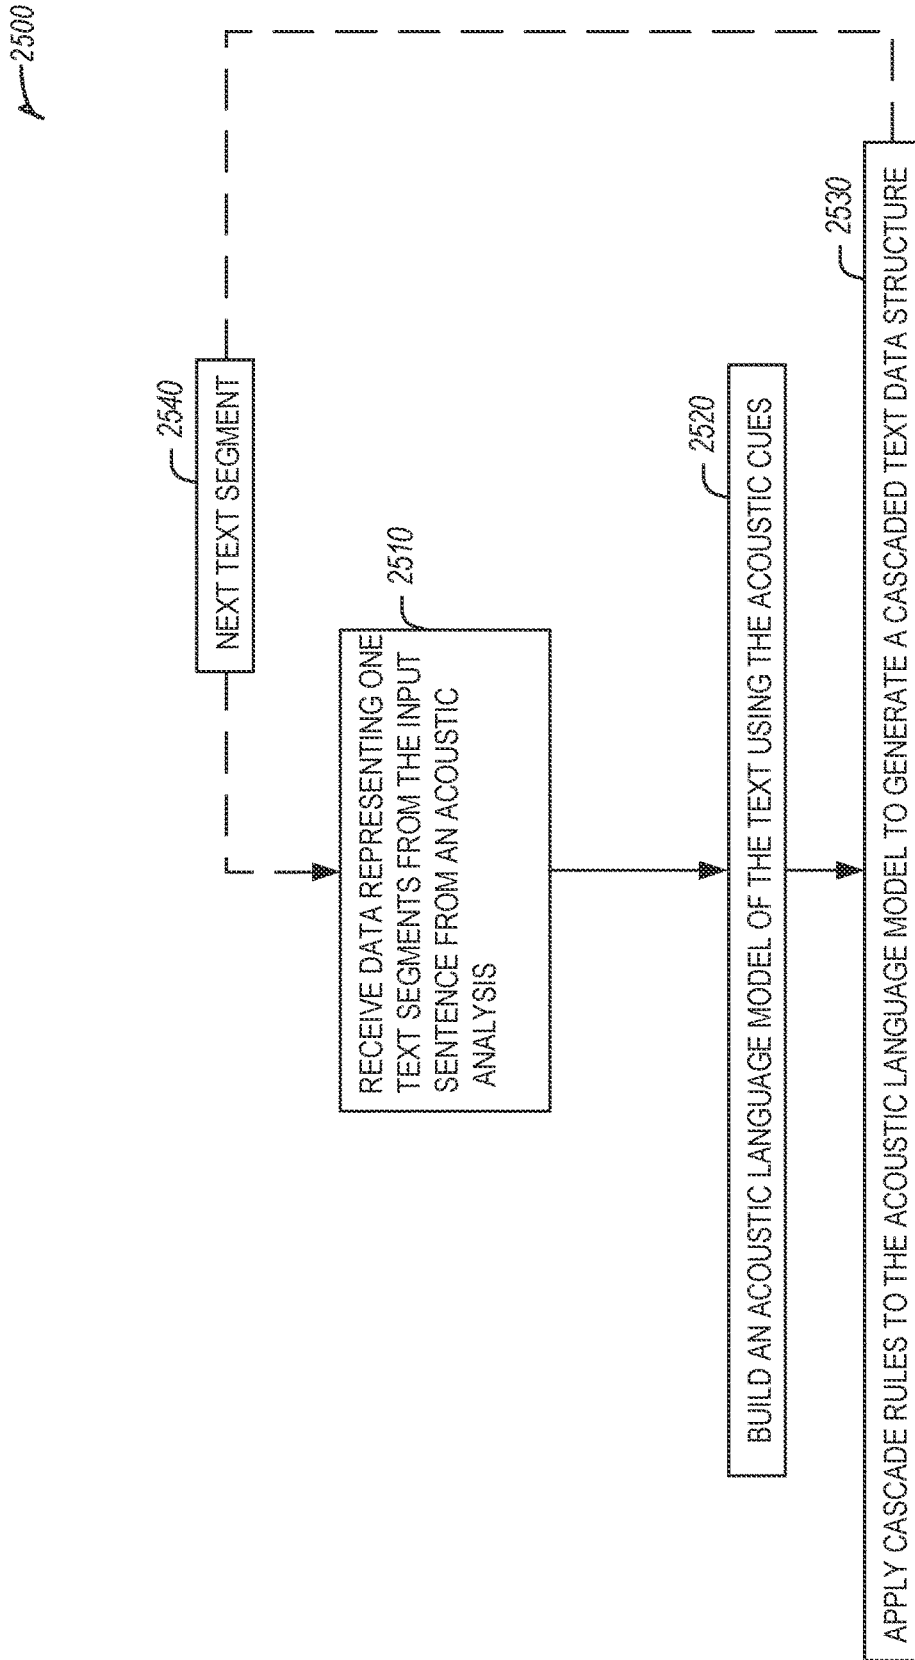 2500
2540
NEXT TEXT SEGMENT
2510
RECEIVE DATA REPRESENTING ONE
TEXT SEGMENTS FROM THE INPUT
SENTENCE FROM AN ACOUSTIC
ANALYSIS
2520
BUILD AN ACOUSTIC LANGUAGE MODEL OF THE TEXT USING THE ACOUSTIC CUES
2530
APPLY CASCADE RULES TO THE ACOUSTIC LANGUAGE MODEL TO GENERATE A CASCADED TEXT DATA STRUCTURE